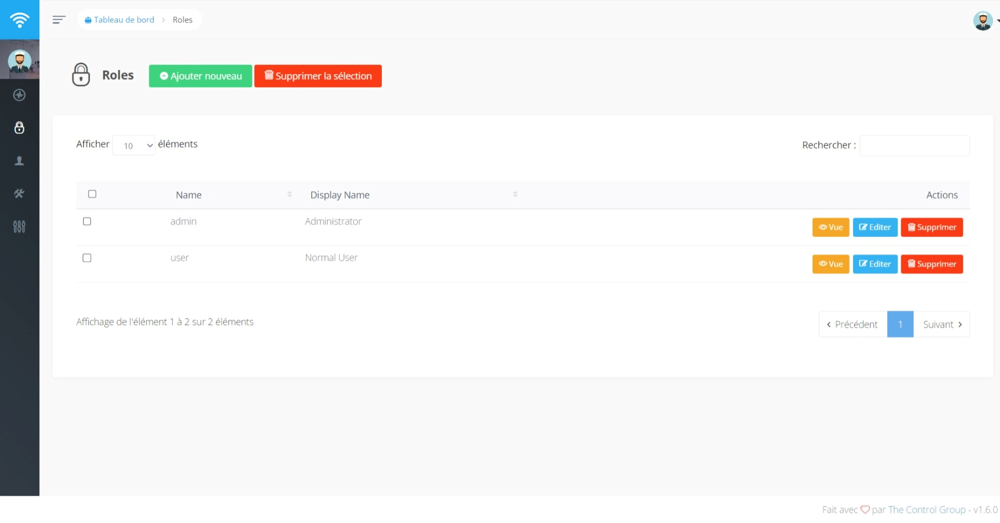 Tableau de bord > Roles
Roles
Ajouter nouveau
Supprimer la sélection
Afficher 10 éléments
Rechercher :
Name Display Name Actions
admin Administrator Vue Editer Supprimer
user Normal User Vue Editer Supprimer
Affichage de l'élément 1 à 2 sur 2 éléments
‹ Précédent 1 Suivant ›
Fait avec par The Control Group - v1.6.0